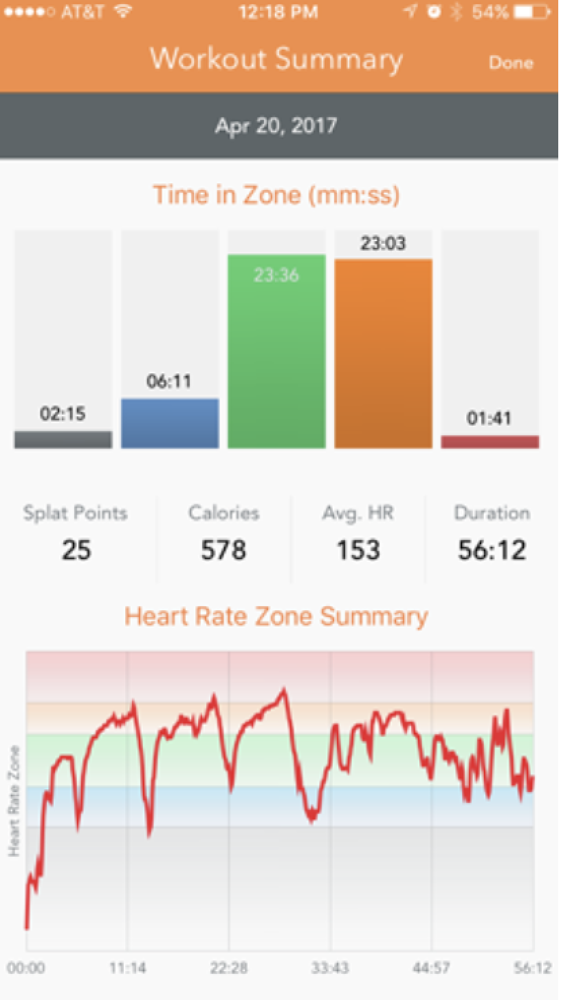 AT&T 12:18 PM 54%
Workout Summary Done
Apr 20, 2017
Time in Zone (mm:ss)
02:15 06:11 23:36 23:03 01:41
Splat Points Calories Avg. HR Duration
25 578 153 56:12
Heart Rate Zone Summary
Heart Rate Zone
00:00 11:14 22:28 33:43 44:57 56:12